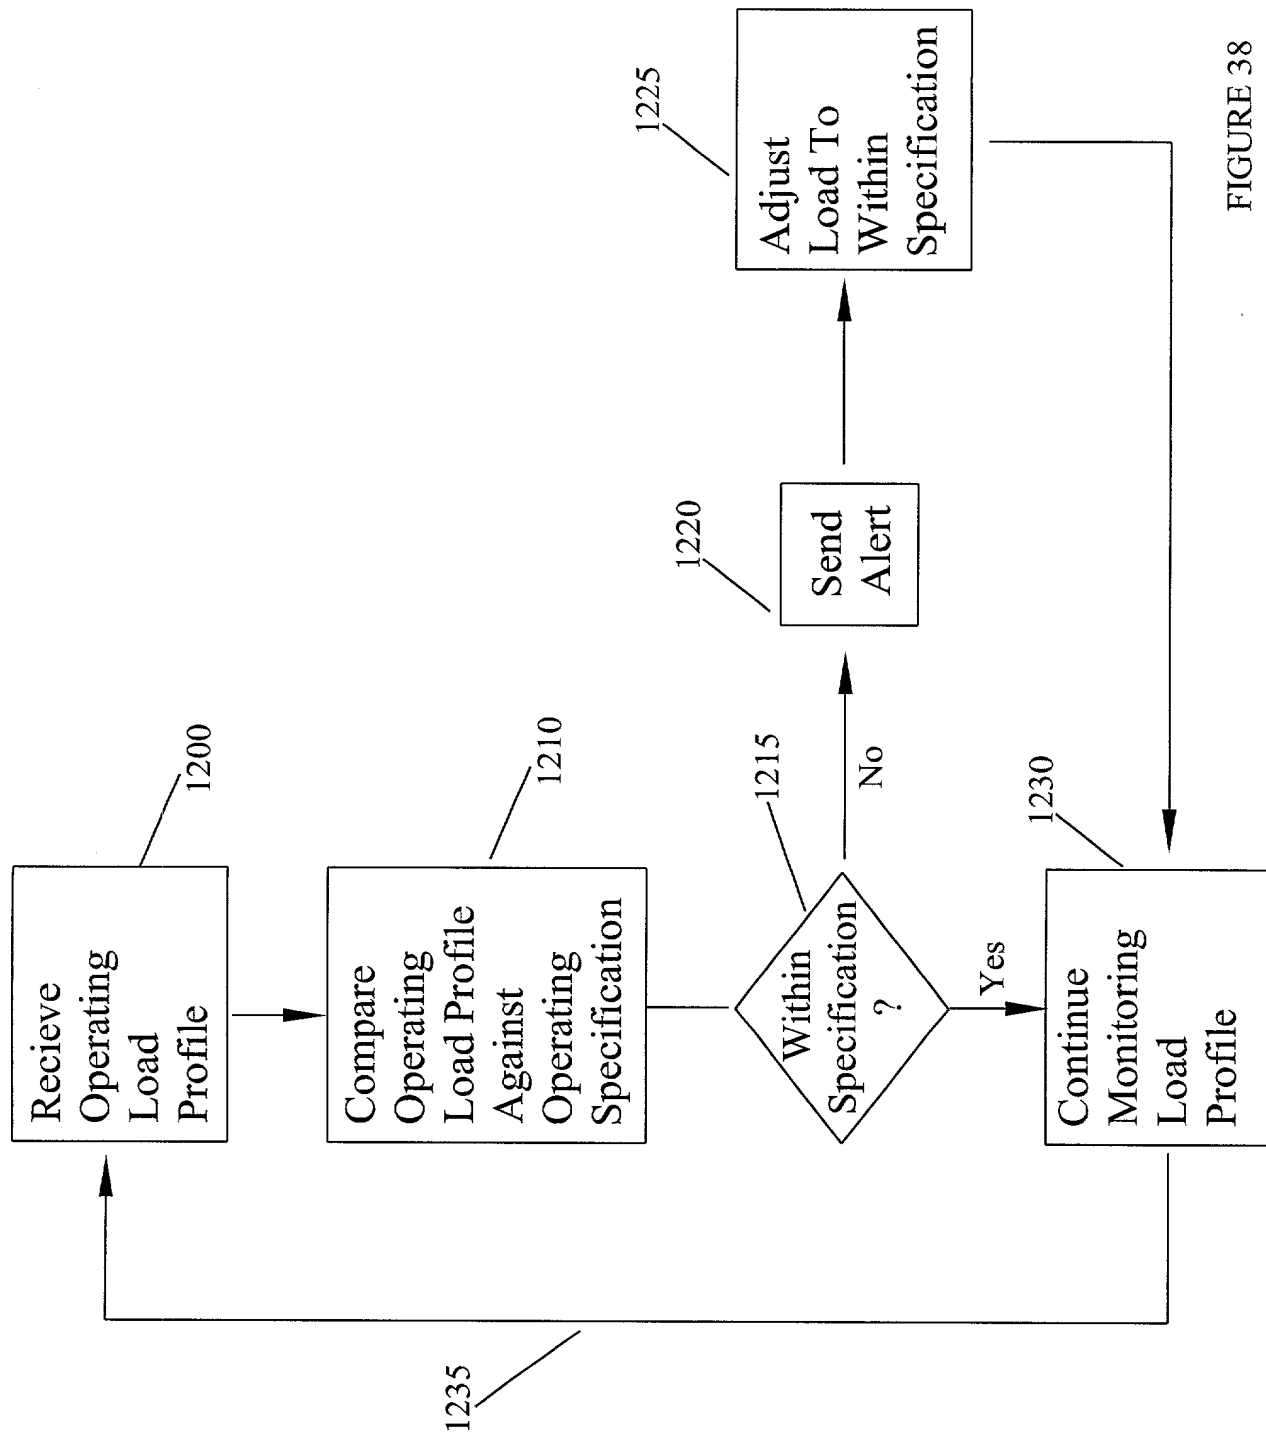 Recieve
Operating
Load
Profile
1200
Compare
Operating
Load Profile
Against
Operating
Specification
1210
Within
Specification
?
1215
No
Yes
Send
Alert
1220
Adjust
Load To
Within
Specification
1225
Continue
Monitoring
Load
Profile
1230
1235
FIGURE 38